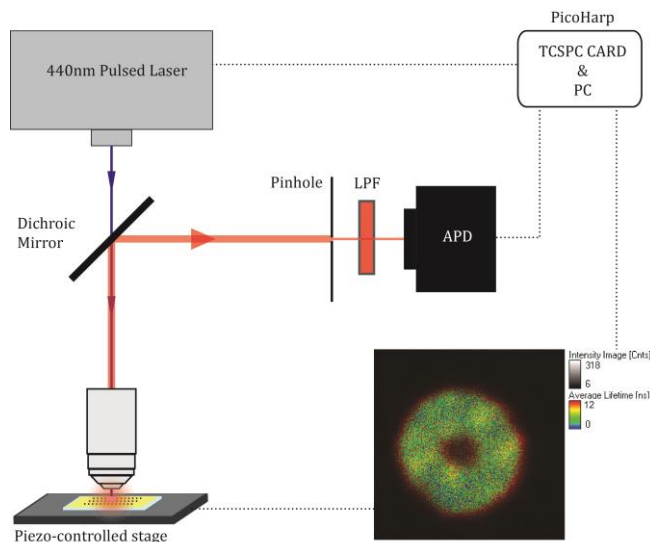 PicoHarp
440nm Pulsed Laser
TCSPC CARD
&
PC
Pinhole
LPF
Dichroic
Mirror
APD
Intensity Image [Cnts]
318
6
Average Lifetime [ns]
12
0
Piezo-controlled stage